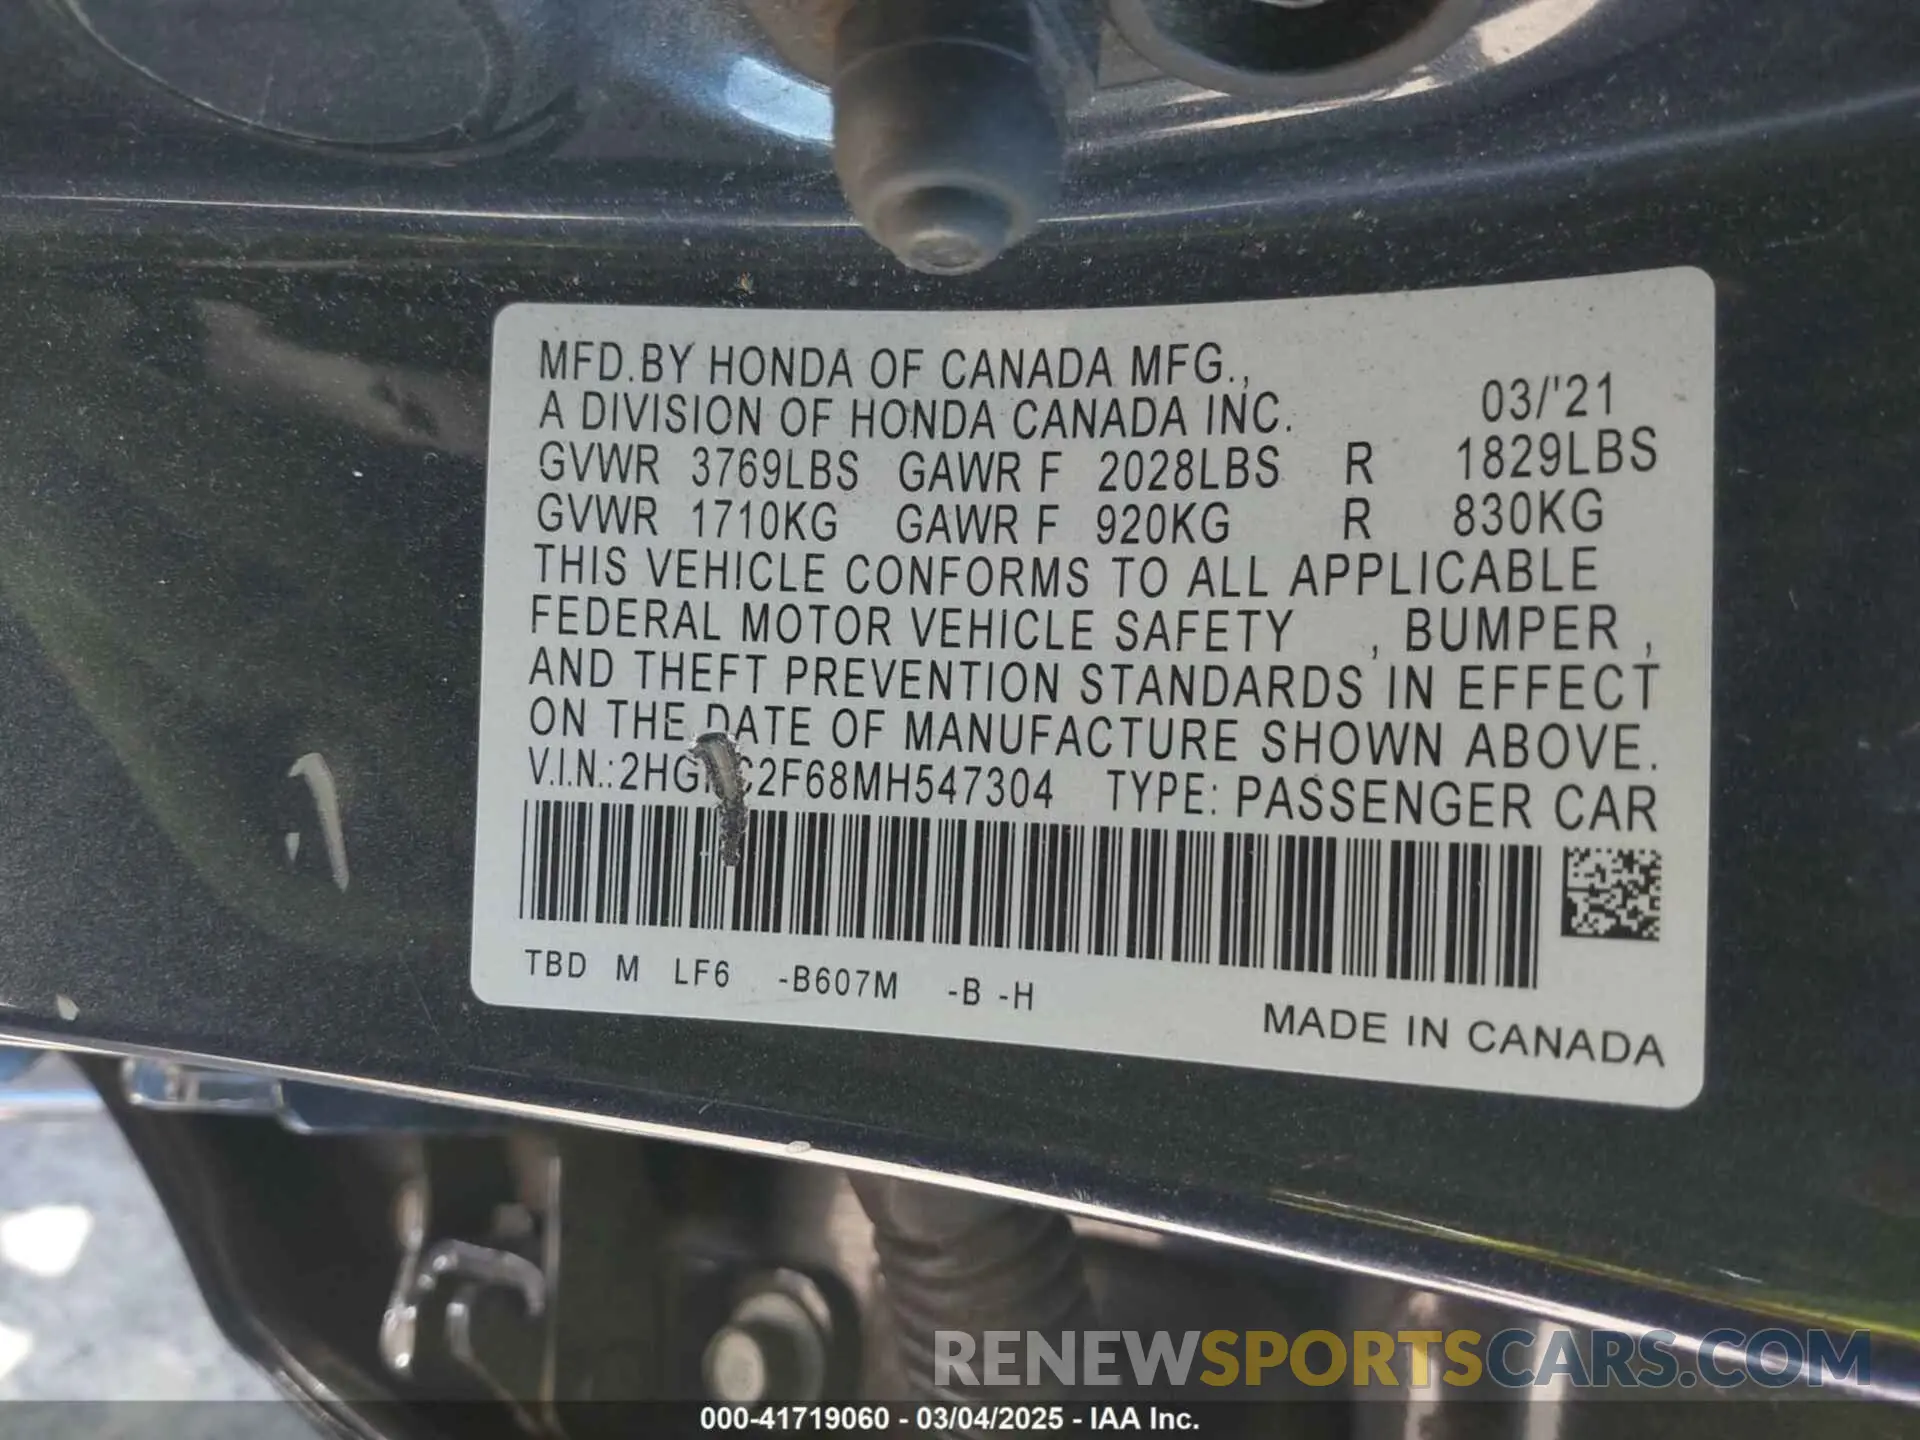 MFD.BY HONDA OF CANADA MFG.,
A DIVISION OF HONDA CANADA INC. 03/'21
GVWR 3769LBS GAWR F 2028LBS R 1829LBS
GVWR 1710KG GAWR F 920KG R 830KG
THIS VEHICLE CONFORMS TO ALL APPLICABLE
FEDERAL MOTOR VEHICLE SAFETY , BUMPER ,
AND THEFT PREVENTION STANDARDS IN EFFECT
ON THE DATE OF MANUFACTURE SHOWN ABOVE.
V.I.N.: TYPE: PASSENGER CAR
TBD M LF6 -B607M -B -H
MADE IN CANADA
RENEWSPORTSCARS.COM
000-41719060 - 03/04/2025 - IAA Inc.